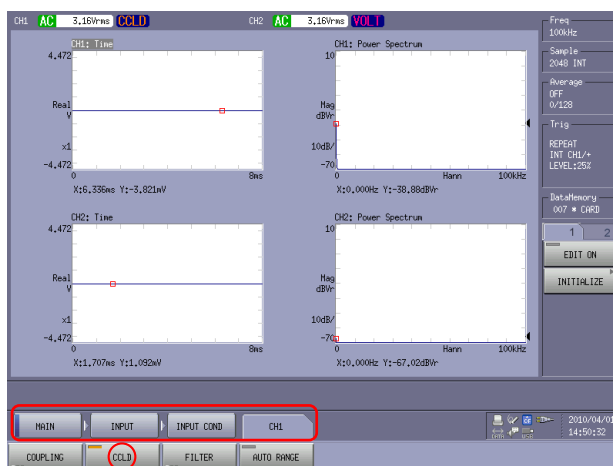 CH1 AC 3.16Vrms CCLD CH2 AC 3.16Vrms VOLT
Freq
100kHz
Sample
2048 INT
Average
OFF
0/128
Trig
REPEAT
INT CH1/+
LEVEL:25%
DataMemory
007 * CARD
1 2
EDIT ON
INITIALIZE
CH1: Time
4.472
Real
V
x1
-4.472
0 8ms
X:6.336ms Y:-3.821mV
CH1: Power Spectrum
10
Mag
dBVr
10dB/
-70
0 Hann 100kHz
X:0.000Hz Y:-38.88dBVr
CH2: Time
4.472
Real
V
x1
-4.472
0 8ms
X:1.707ms Y:1.092mV
CH2: Power Spectrum
10
Mag
dBVr
10dB/
-70
0 Hann 100kHz
X:0.000Hz Y:-67.02dBVr
MAIN INPUT INPUT COND CH1
DATA USB
2010/04/01
14:50:32
COUPLING CCLD FILTER AUTO RANGE